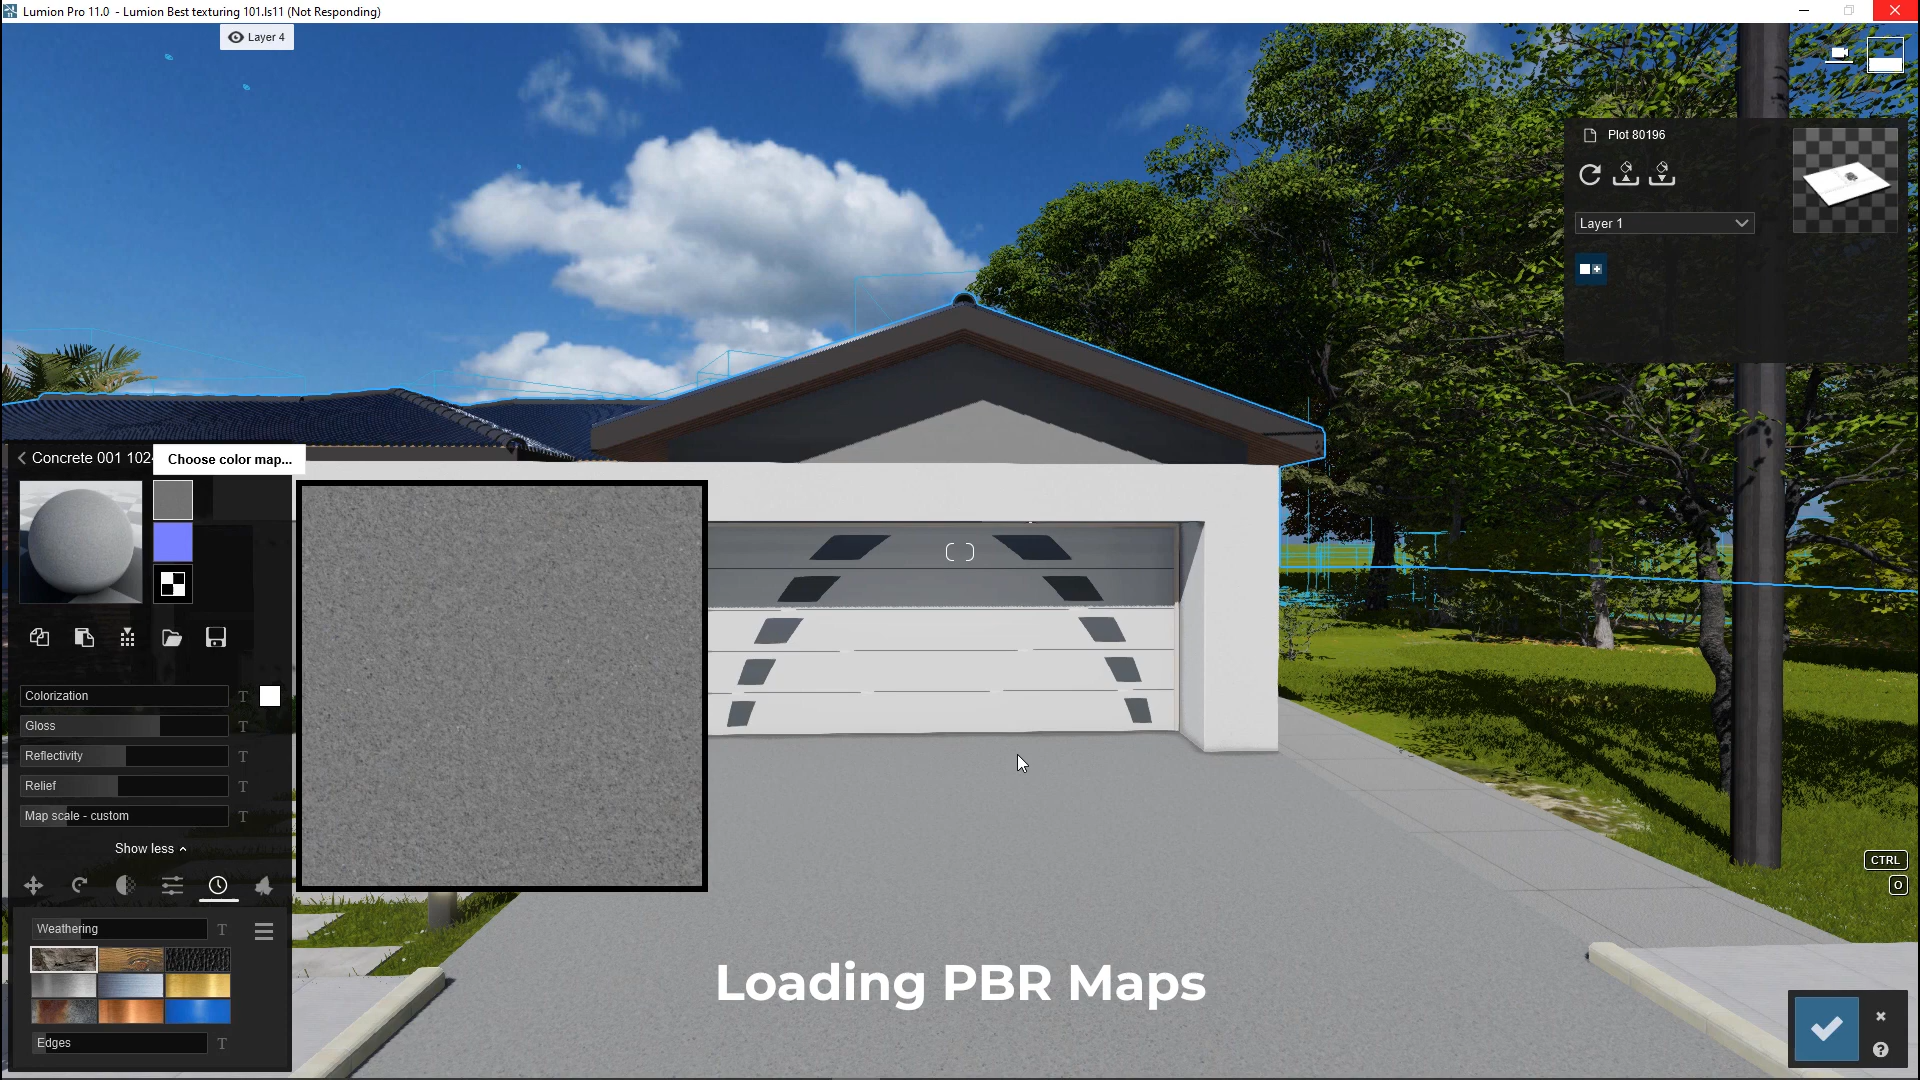 Lumion Pro 11.0 - Lumion Best texturing 101.ls11 (Not Responding)
Layer 4
Plot 80196
Layer 1
Concrete 001 102
Choose color map...
Colorization
T
Gloss
T
Reflectivity
T
Relief
T
Map scale - custom
T
Show less
Weathering
T
Edges
T
CTRL
O
Loading PBR Maps